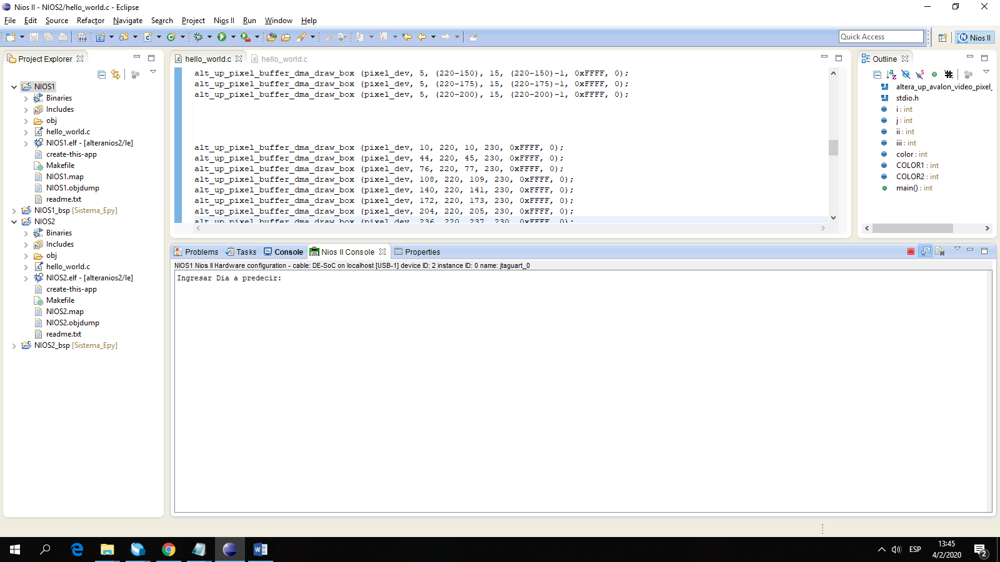 Nios II - NIOS2/hello_world.c - Eclipse
File Edit Source Refactor Navigate Search Project Nios II Run Window Help
Quick Access
Nios II
Project Explorer
NIOS1
Binaries
Includes
obj
hello_world.c
NIOS1.elf - [alteranios2/le]
create-this-app
Makefile
NIOS1.map
NIOS1.objdump
readme.txt
NIOS1_bsp [Sistema_Epy]
NIOS2
Binaries
Includes
obj
hello_world.c
NIOS2.elf - [alteranios2/le]
create-this-app
Makefile
NIOS2.map
NIOS2.objdump
readme.txt
NIOS2_bsp [Sistema_Epy]
hello_world.c hello_world.c
alt_up_pixel_buffer_dma_draw_box (pixel_dev, 5, (220-150), 15, (220-150)-1, 0xFFFF, 0);
alt_up_pixel_buffer_dma_draw_box (pixel_dev, 5, (220-175), 15, (220-175)-1, 0xFFFF, 0);
alt_up_pixel_buffer_dma_draw_box (pixel_dev, 5, (220-200), 15, (220-200)-1, 0xFFFF, 0);
alt_up_pixel_buffer_dma_draw_box (pixel_dev, 10, 220, 10, 230, 0xFFFF, 0);
alt_up_pixel_buffer_dma_draw_box (pixel_dev, 44, 220, 45, 230, 0xFFFF, 0);
alt_up_pixel_buffer_dma_draw_box (pixel_dev, 76, 220, 77, 230, 0xFFFF, 0);
alt_up_pixel_buffer_dma_draw_box (pixel_dev, 108, 220, 109, 230, 0xFFFF, 0);
alt_up_pixel_buffer_dma_draw_box (pixel_dev, 140, 220, 141, 230, 0xFFFF, 0);
alt_up_pixel_buffer_dma_draw_box (pixel_dev, 172, 220, 173, 230, 0xFFFF, 0);
alt_up_pixel_buffer_dma_draw_box (pixel_dev, 204, 220, 205, 230, 0xFFFF, 0);
alt_up_pixel_buffer_dma_draw_box (pixel_dev, 236, 220, 237, 230, 0xFFFF, 0);
Outline
altera_up_avalon_video_pixel_
stdio.h
i : int
j : int
ii : int
iii : int
color : int
COLOR1 : int
COLOR2 : int
main() : int
Problems Tasks Console Nios II Console Properties
NIOS1 Nios II Hardware configuration - cable: DE-SoC on localhost [USB-1] device ID: 2 instance ID: 0 name: jtaguart_0
Ingresar Dia a predecir:
ESP
13:45
4/2/2020
2